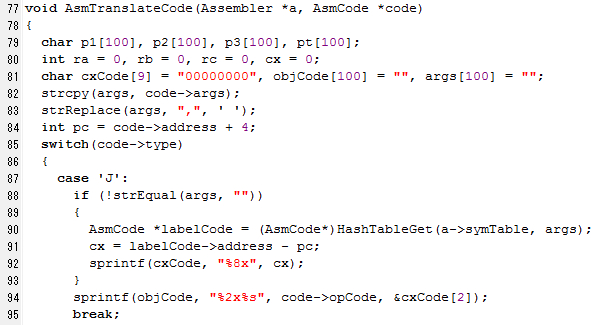 77 void AsmTranslateCode(Assembler *a, AsmCode *code)
78 {
79   char p1[100], p2[100], p3[100], pt[100];
80   int ra = 0, rb = 0, rc = 0, cx = 0;
81   char cxCode[9] = "00000000", objCode[100] = "", args[100] = "";
82   strcpy(args, code->args);
83   strReplace(args, ",", ' ');
84   int pc = code->address + 4;
85   switch(code->type)
86   {
87     case 'J':
88       if (!strEqual(args, ""))
89       {
90         AsmCode *labelCode = (AsmCode*)HashTableGet(a->symTable, args);
91         cx = labelCode->address - pc;
92         sprintf(cxCode, "%8x", cx);
93       }
94       sprintf(objCode, "%2x%s", code->opCode, &cxCode[2]);
95       break;